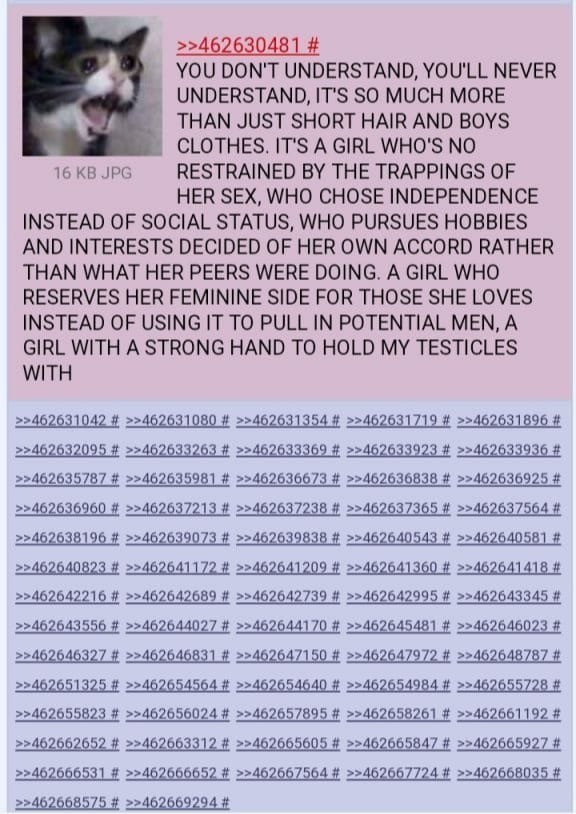 >>462630481 #
YOU DON'T UNDERSTAND, YOU'LL NEVER
UNDERSTAND, IT'S SO MUCH MORE
THAN JUST SHORT HAIR AND BOYS
CLOTHES. IT'S A GIRL WHO'S NO
16 KB JPG
RESTRAINED BY THE TRAPPINGS OF
HER SEX, WHO CHOSE INDEPENDENCE
INSTEAD OF SOCIAL STATUS, WHO PURSUES HOBBIES
AND INTERESTS DECIDED OF HER OWN ACCORD RATHER
THAN WHAT HER PEERS WERE DOING. A GIRL WHO
RESERVES HER FEMININE SIDE FOR THOSE SHE LOVES
INSTEAD OF USING IT TO PULL IN POTENTIAL MEN, A
GIRL WITH A STRONG HAND TO HOLD MY TESTICLES
WITH
>>462631042 # >>462631080 # >>462631354 # >>462631719 # >>462631896 #
>>462632095 # >>462633263 # >>462633369 # >>462633923 # >>462633936 #
>>462635787 # >>462635981 # >>462636673 # >>462636838 # >>462636925 #
>>462636960 # >>462637213 # >>462637238 # >>462637365 # >>462637564 #
>>462638196 # >>462639073 # >>462639838 # >>462640543 # >>462640581 #
>>462640823 # >>462641172 # >>462641209 # >>462641360 # >>462641418 #
>>462642216 # >>462642689 # >>462642739 # >>462642995 # >>462643345 #
>>462643556 # >>462644027 # >>462644170 # >>462645481 # >>462646023 #
>>462646327 # >>462646831 # >>462647150 # >>462647972 # >>462648787 #
>>462651325 # >>462654564 # >>462654640 # >>462654984 # >>462655728 #
>>462655823 # >>462656024 # >>462657895 # >>462658261 # >>462661192 #
>>462662652 # >>462663312 # >>462665605 # >>462665847 # >>462665927 #
>>462666531 # >>462666652 # >>462667564 # >>462667724 # >>462668035 #
>>462668575 # >>462669294 #